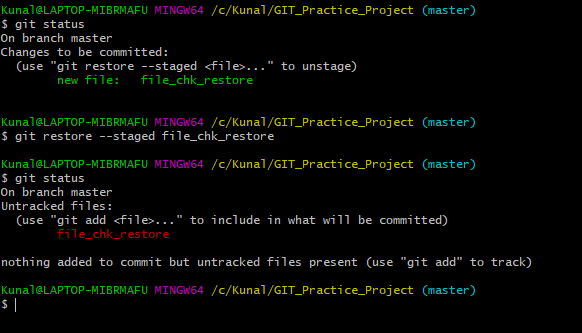 Kunal@LAPTOP-MIBRMAFU MINGW64 /c/Kunal/GIT_Practice_Project (master)
$ git status
On branch master
Changes to be committed:
  (use "git restore --staged <file>..." to unstage)
        new file:   file_chk_restore

Kunal@LAPTOP-MIBRMAFU MINGW64 /c/Kunal/GIT_Practice_Project (master)
$ git restore --staged file_chk_restore

Kunal@LAPTOP-MIBRMAFU MINGW64 /c/Kunal/GIT_Practice_Project (master)
$ git status
On branch master
Untracked files:
  (use "git add <file>..." to include in what will be committed)
        file_chk_restore

nothing added to commit but untracked files present (use "git add" to track)

Kunal@LAPTOP-MIBRMAFU MINGW64 /c/Kunal/GIT_Practice_Project (master)
$